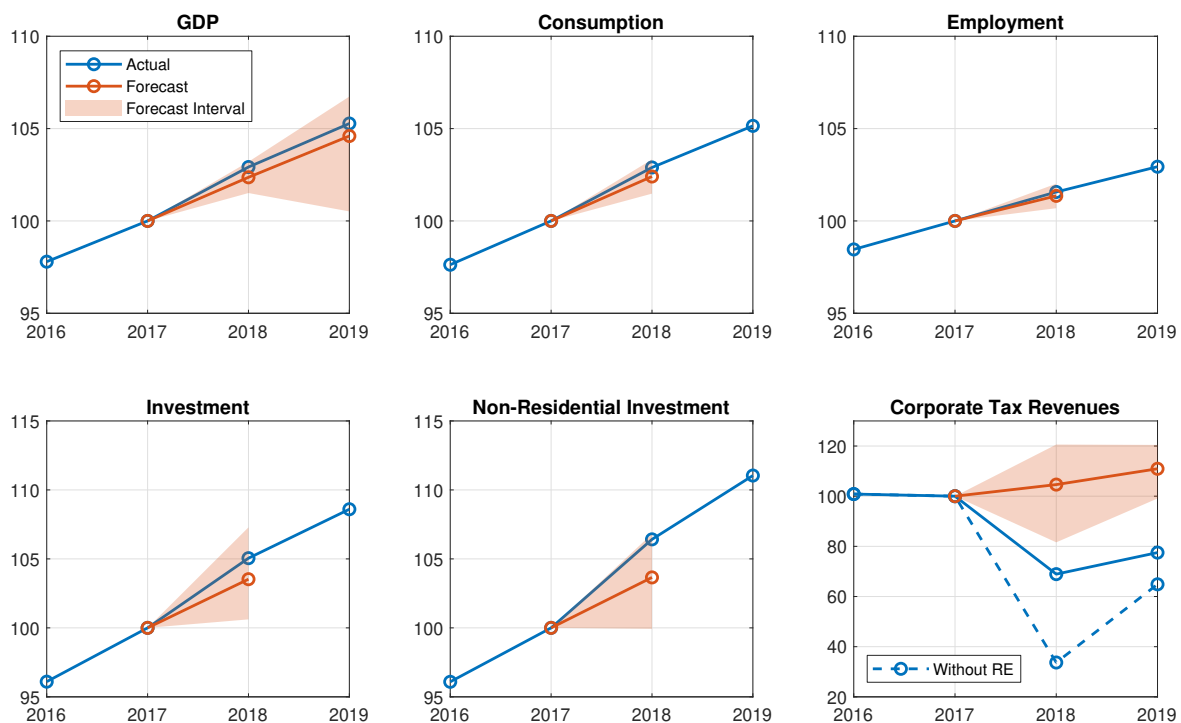 GDP
110
105
100
95
2016 2017 2018 2019
Actual
Forecast
Forecast Interval
Consumption
110
105
100
95
2016 2017 2018 2019
Employment
110
105
100
95
2016 2017 2018 2019
Investment
115
110
105
100
95
2016 2017 2018 2019
Non-Residential Investment
115
110
105
100
95
2016 2017 2018 2019
Corporate Tax Revenues
120
100
80
60
40
20
2016 2017 2018 2019
Without RE